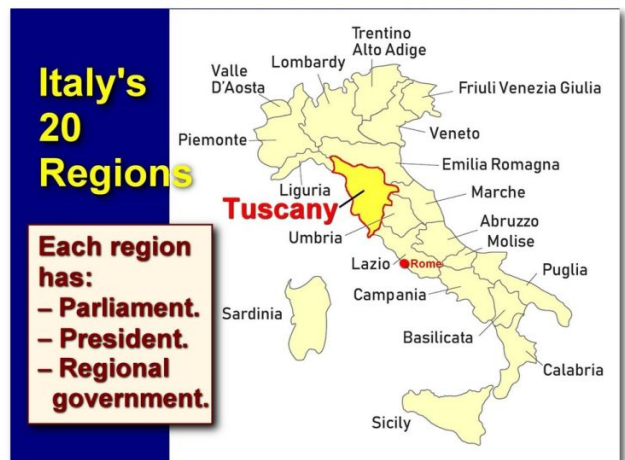 Italy's
20
Regions
Each region
has:
– Parliament.
– President.
– Regional
government.
Trentino
Alto Adige
Lombardy
Valle
D'Aosta
Friuli Venezia Giulia
Piemonte
Veneto
Emilia Romagna
Liguria
Marche
Tuscany
Abruzzo
Umbria
Molise
Lazio
Rome
Puglia
Campania
Sardinia
Basilicata
Calabria
Sicily